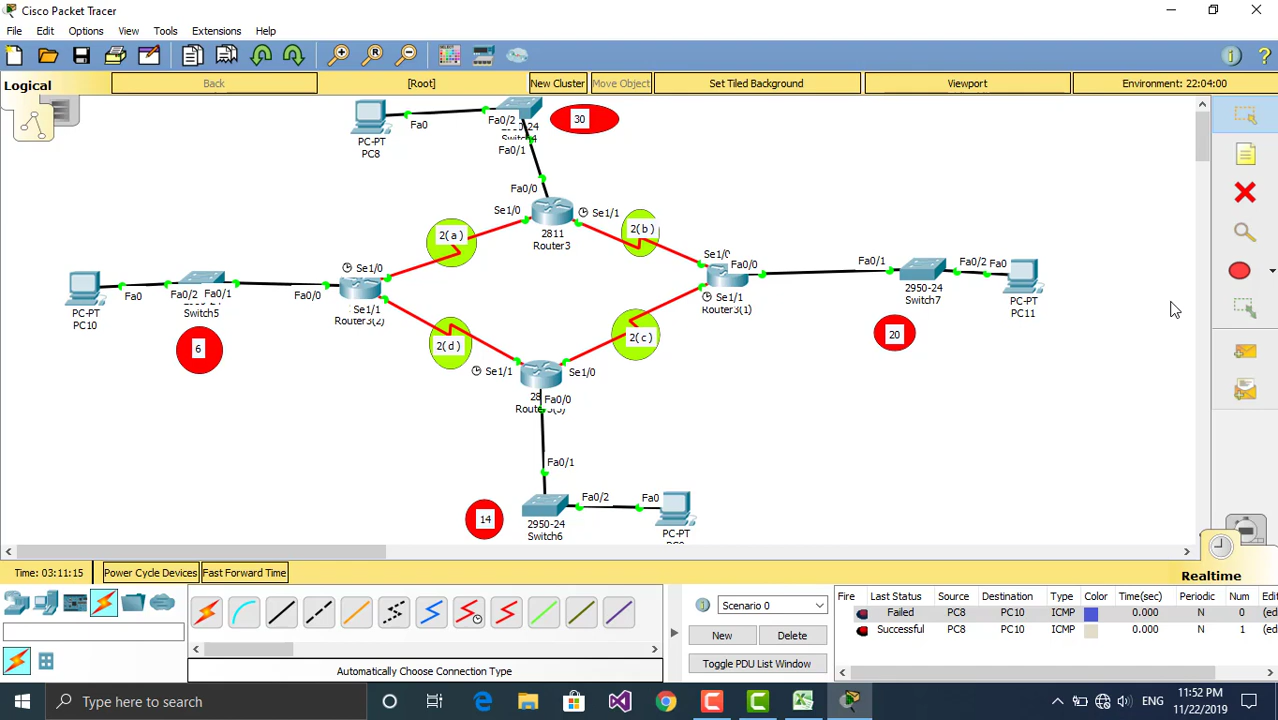 Cisco Packet Tracer
File Edit Options View Tools Extensions Window Help
Logical
Back
[Root]
New Cluster
Move Object
Set Tiled Background
Viewport
Environment: 22:04:00
Fa0/2
30
Fa0
PC-PT
PC8
Fa0/1
Fa0/0
Se1/0
Se1/1
2811
Router3
2( a )
2( b )
Se1/0
Fa0/0
Se1/0
Fa0/1
Fa0/2
Fa0
Fa0
Fa0/2
Fa0/1
Fa0/0
PC-PT
PC10
Switch5
Se1/1
Router3(2)
Se1/1
Router3(1)
2950-24
Switch7
PC-PT
PC11
6
2( d )
2( c )
20
Se1/1
Se1/0
28
Fa0/0
Fa0/1
14
Fa0/2
Fa0
2950-24
Switch6
PC-PT
Realtime
Time: 03:11:15
Power Cycle Devices
Fast Forward Time
Scenario 0
New
Delete
Toggle PDU List Window
Automatically Choose Connection Type
Fire Last Status Source Destination Type Color Time(sec) Periodic Num Edit
Failed PC8 PC10 ICMP 0.000 N 0 (ed
Successful PC8 PC10 ICMP 0.000 N 1 (ed
Type here to search
ENG
11:52 PM
11/22/2019